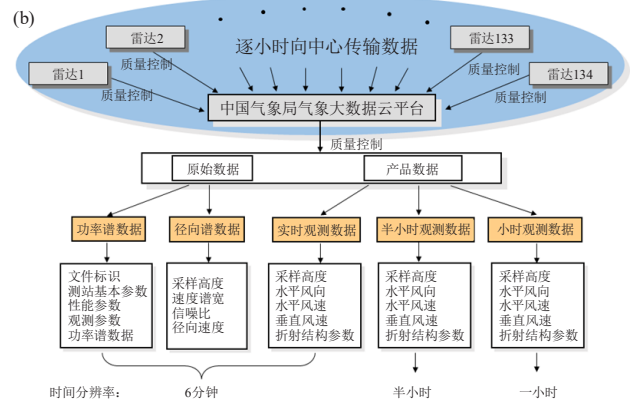 (b)
雷达2
逐小时向中心传输数据
雷达133
质量控制
质量控制
雷达1
雷达134
质量控制
质量控制
中国气象局气象大数据云平台
质量控制
原始数据
产品数据
功率谱数据
径向谱数据
实时观测数据
半小时观测数据
小时观测数据
文件标识
测站基本参数
性能参数
观测参数
功率谱数据
采样高度
速度谱宽
信噪比
径向速度
采样高度
水平风向
水平风速
垂直风速
折射结构参数
采样高度
水平风向
水平风速
垂直风速
折射结构参数
采样高度
水平风向
水平风速
垂直风速
折射结构参数
时间分辨率：
6分钟
半小时
一小时